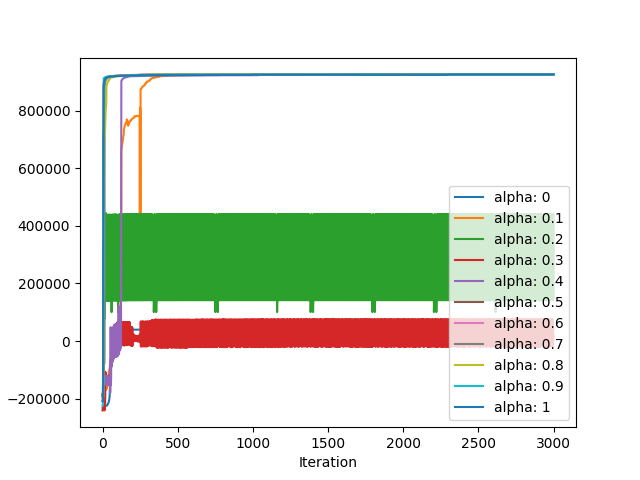 800000
600000
400000
200000
0
−200000
0
500
1000
1500
2000
2500
3000
Iteration
alpha: 0
alpha: 0.1
alpha: 0.2
alpha: 0.3
alpha: 0.4
alpha: 0.5
alpha: 0.6
alpha: 0.7
alpha: 0.8
alpha: 0.9
alpha: 1